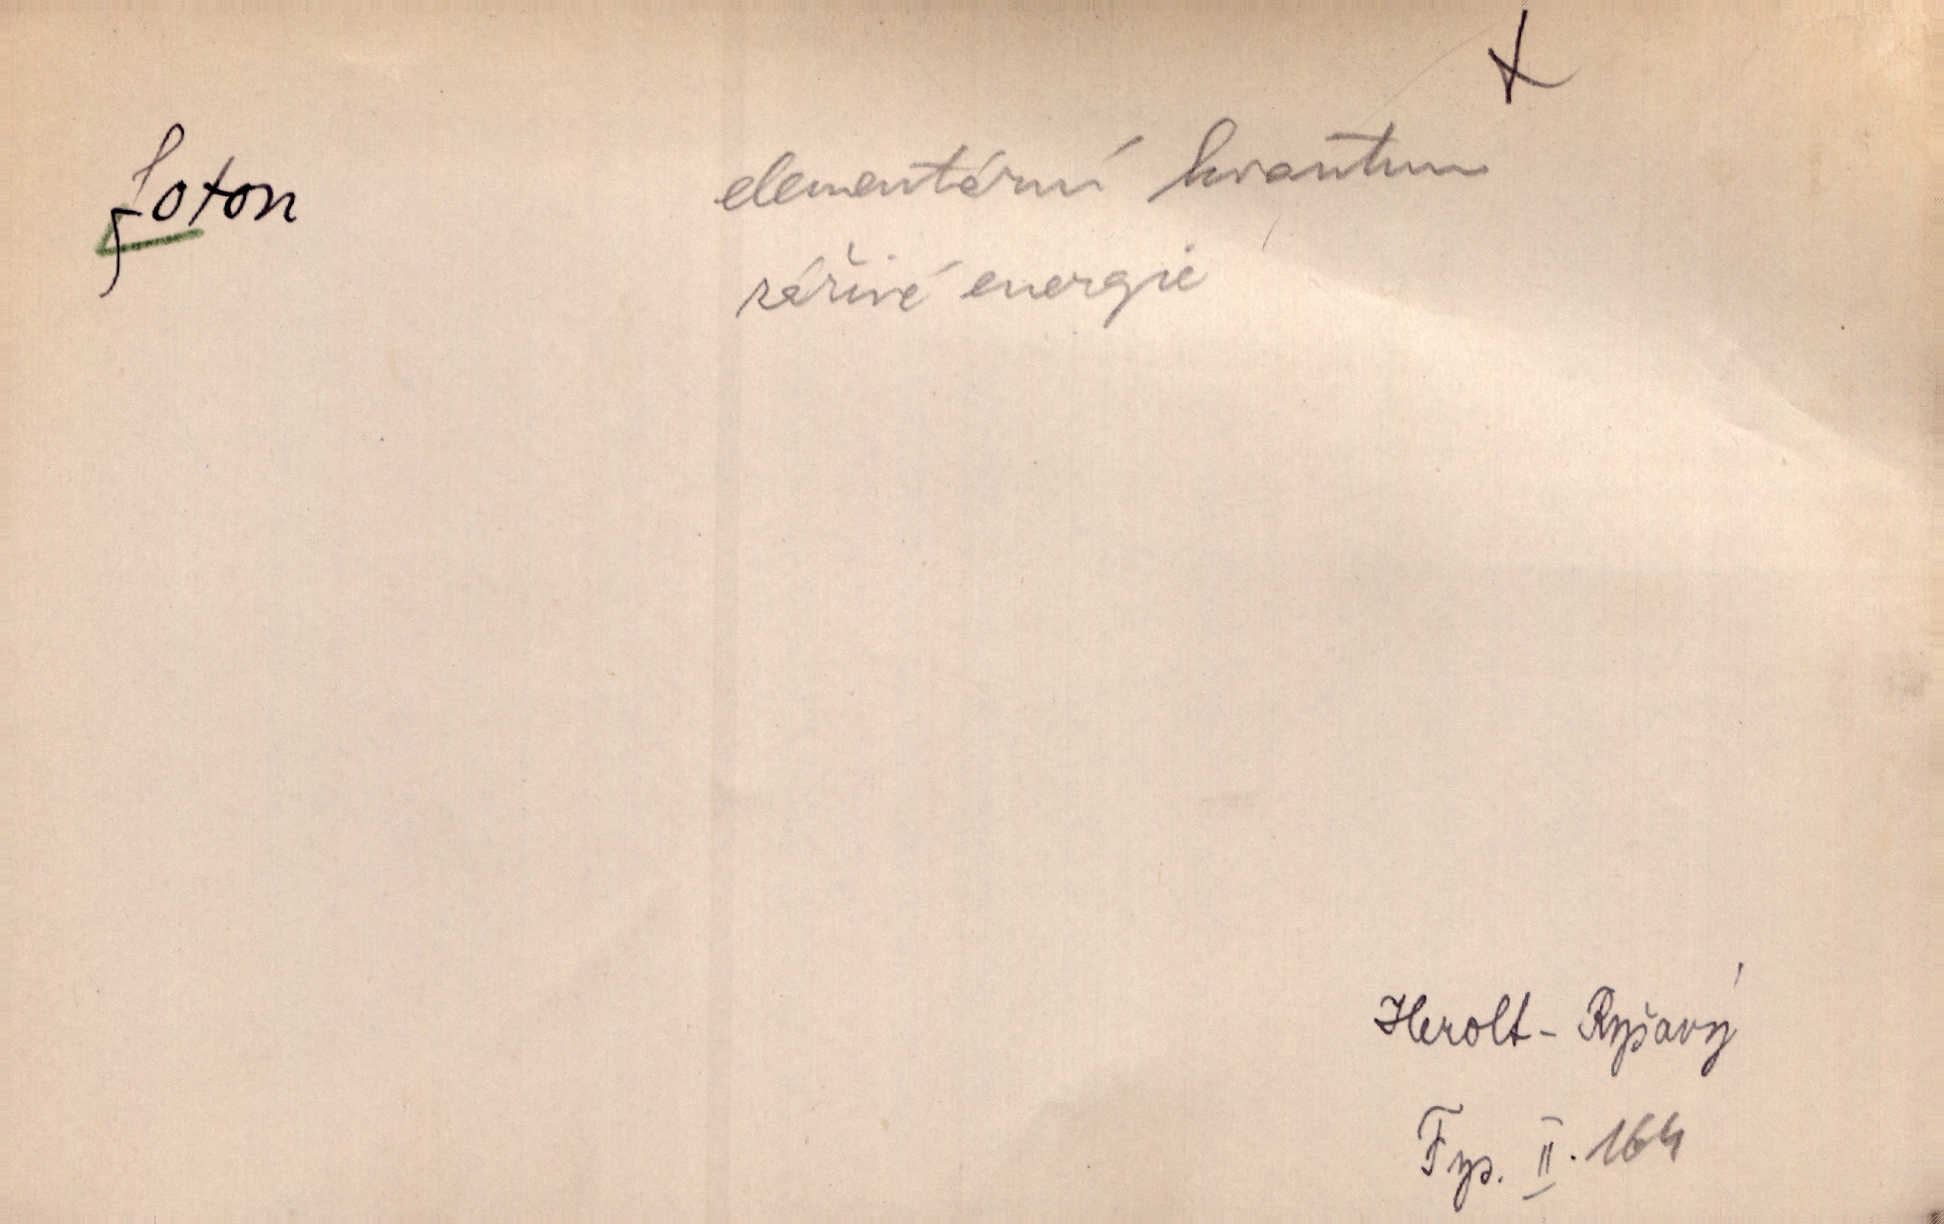 foton
elementární kvantum
zářivé energie
Herolt - Ryšavý
Fys. II. 164